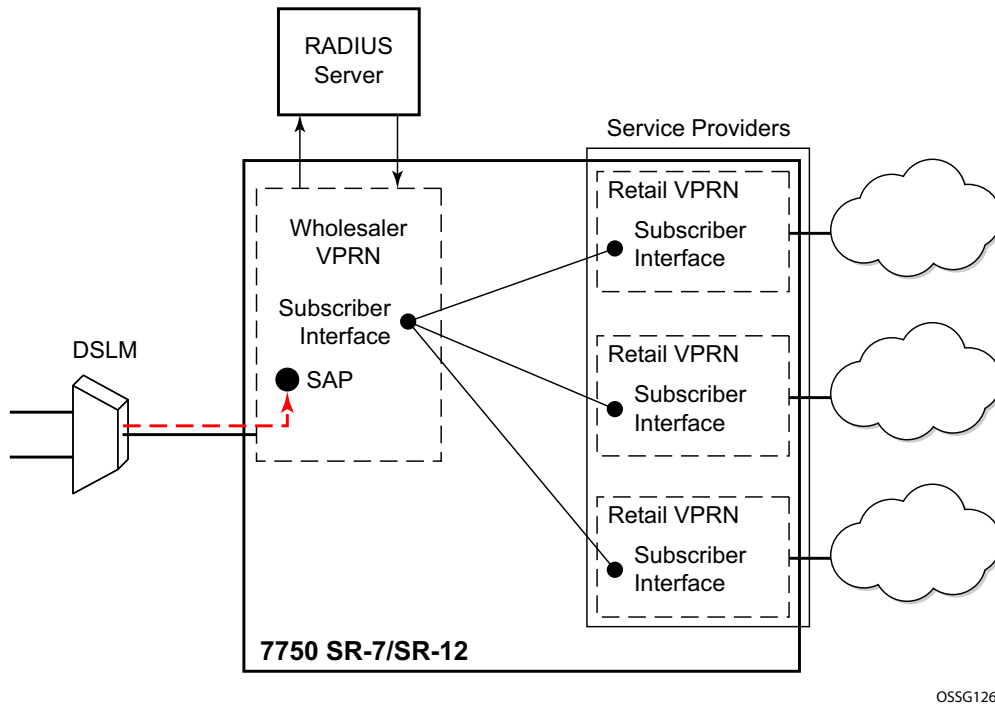 RADIUS
Server
Service Providers
Wholesaler
VPRN
Subscriber
Interface
SAP
DSLM
Retail VPRN
Subscriber
Interface
Retail VPRN
Subscriber
Interface
Retail VPRN
Subscriber
Interface
7750 SR-7/SR-12
OSSG126